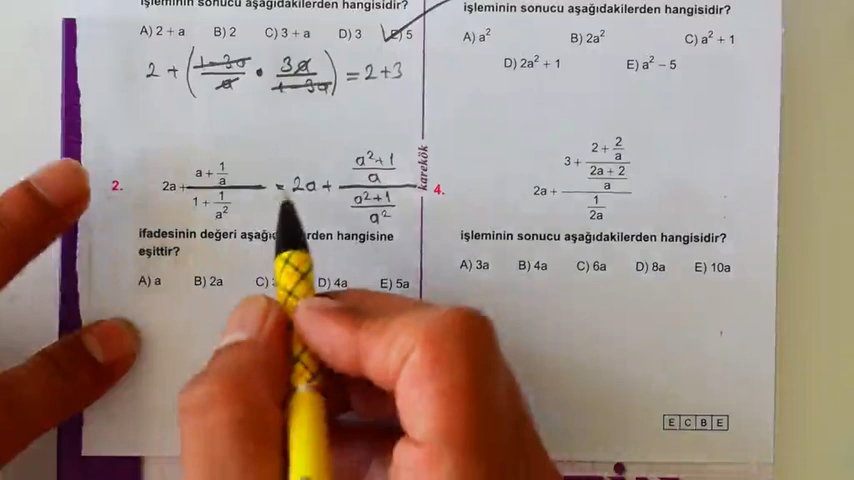 işleminin sonucu aşağıdakilerden hangisidir?
A) 2 + a B) 2 C) 3 + a D) 3 E) 5
2 + ( (1-3a)/a • 3a/(1-3a) ) = 2+3
2. 2a + (a + 1/a)/(1 + 1/a²) = 2a + ((a²+1)/a)/((a²+1)/a²)
ifadesinin değeri hangisine
eşittir?
A) a B) 2a C) D) 4a E) 5a
karekök
işleminin sonucu aşağıdakilerden hangisidir?
A) a² B) 2a² C) a² + 1
D) 2a² + 1 E) a² − 5
4. 2a + (3 + (2 + 2/a)/((2a + 2)/a))/(1/2a)
işleminin sonucu aşağıdakilerden hangisidir?
A) 3a B) 4a C) 6a D) 8a E) 10a
E C B E